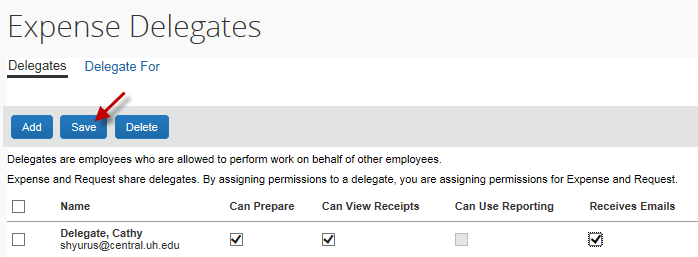 Expense Delegates
Delegates Delegate For
Add Save Delete
Delegates are employees who are allowed to perform work on behalf of other employees.
Expense and Request share delegates. By assigning permissions to a delegate, you are assigning permissions for Expense and Request.
Name Can Prepare Can View Receipts Can Use Reporting Receives Emails
Delegate, Cathy
shyurus@central.uh.edu